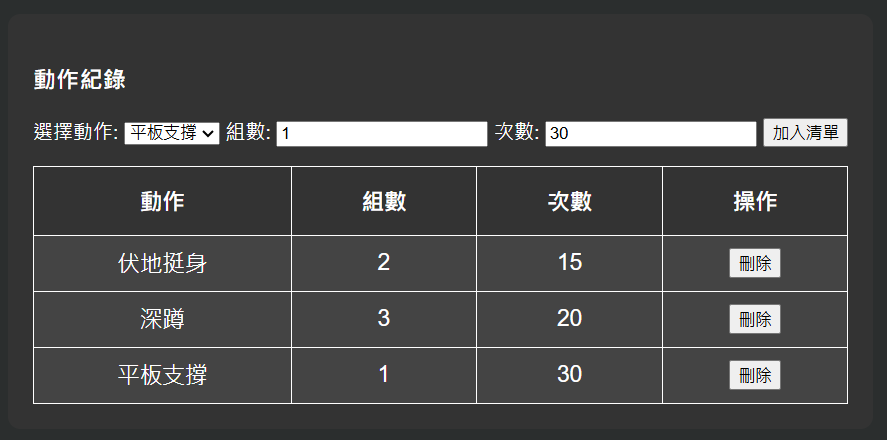 動作紀錄
選擇動作: 平板支撐 組數: 1 次數: 30 加入清單
動作 組數 次數 操作
伏地挺身 2 15 刪除
深蹲 3 20 刪除
平板支撐 1 30 刪除